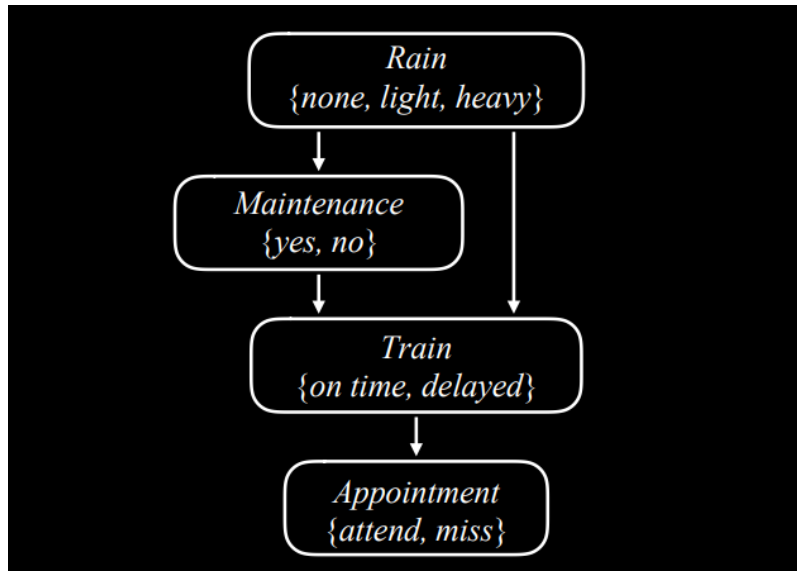 Rain
{none, light, heavy}
Maintenance
{yes, no}
Train
{on time, delayed}
Appointment
{attend, miss}